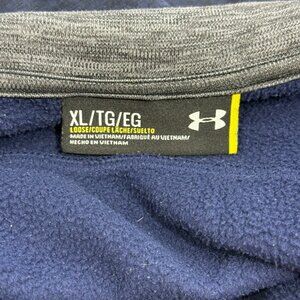 XL/TG/EG
LOOSE/COUPE LÂCHE/SUELTO
MADE IN VIETNAM/FABRIQUÉ AU VIETNAM/
HECHO EN VIETNAM